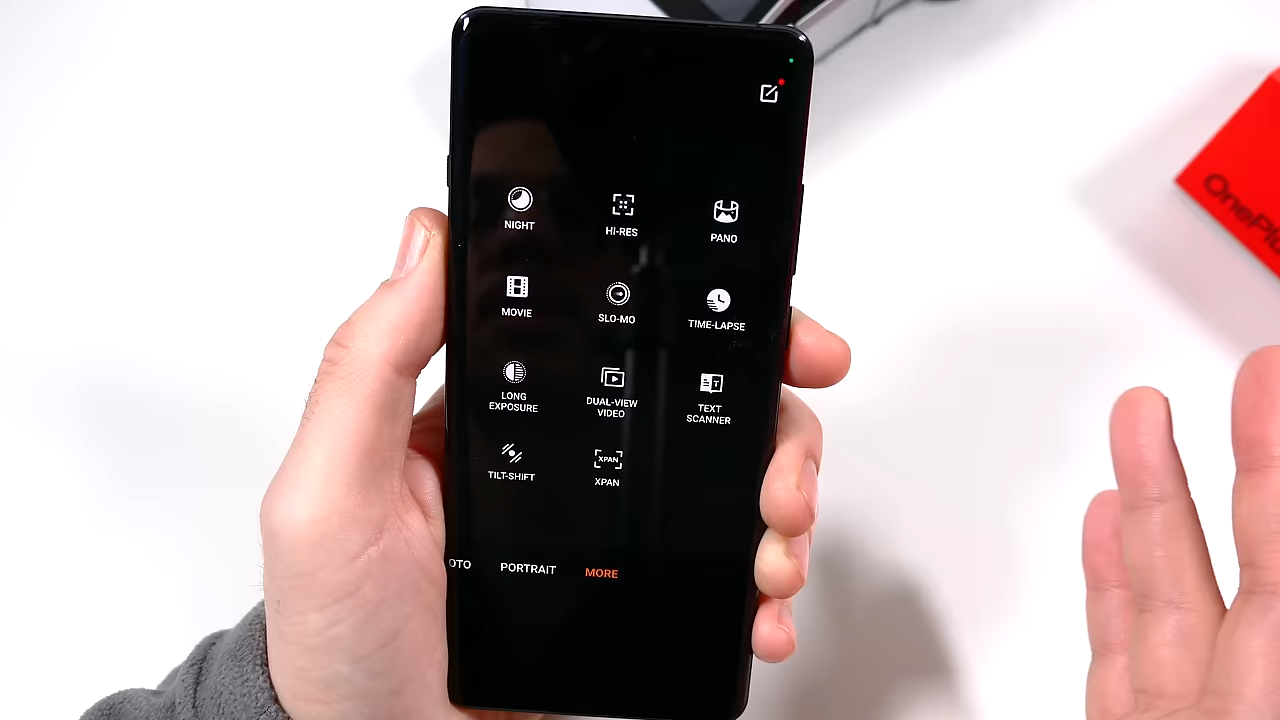 NIGHT
HI-RES
PANO
MOVIE
SLO-MO
TIME-LAPSE
LONG
EXPOSURE
DUAL-VIEW
VIDEO
T
TEXT
SCANNER
TILT-SHIFT
XPAN
XPAN
OTO
PORTRAIT
MORE
OnePlu